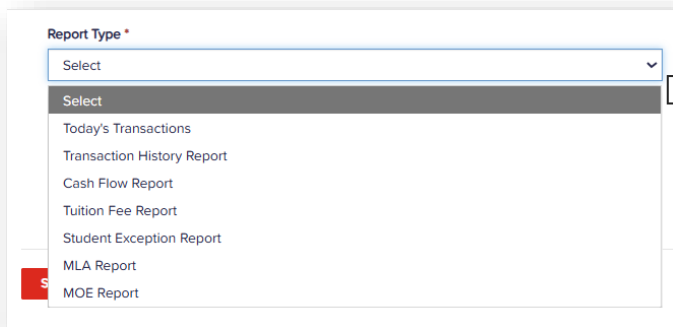 Report Type *
Select
Select
Today's Transactions
Transaction History Report
Cash Flow Report
Tuition Fee Report
Student Exception Report
MLA Report
MOE Report